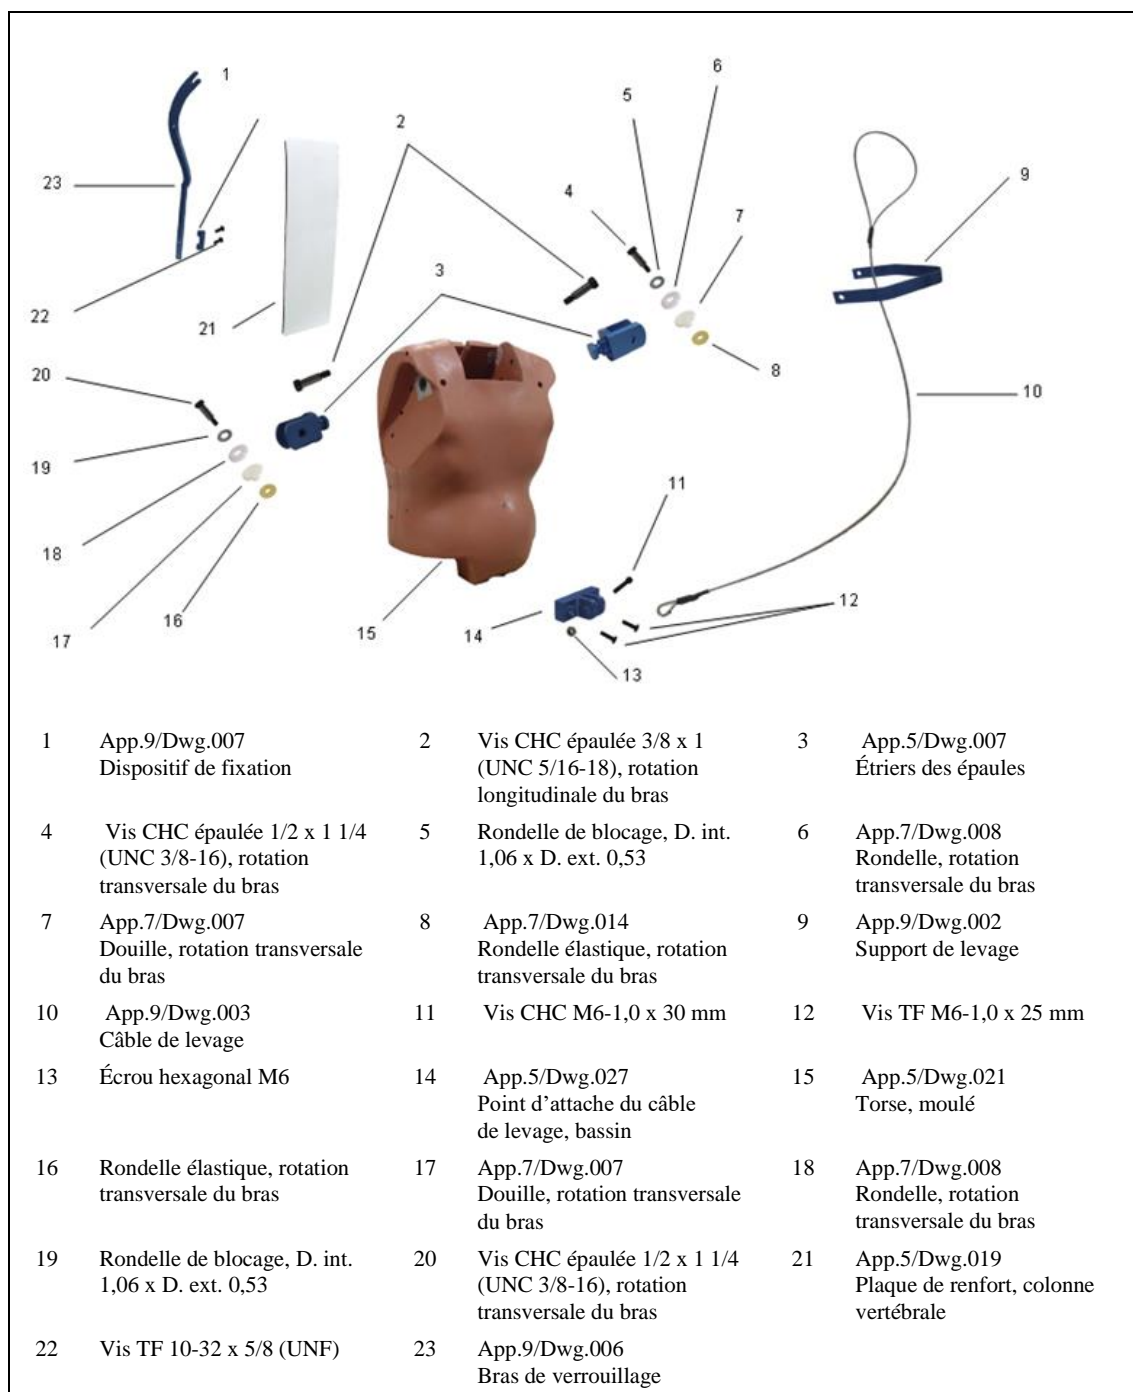 1
2
3
4
5
6
7
8
9
10
11
12
13
14
15
16
17
18
19
20
21
22
23
1 App.9/Dwg.007
Dispositif de fixation
2 Vis CHC épaulée 3/8 x 1
(UNC 5/16-18), rotation
longitudinale du bras
3 App.5/Dwg.007
Étriers des épaules
4 Vis CHC épaulée 1/2 x 1 1/4
(UNC 3/8-16), rotation
transversale du bras
5 Rondelle de blocage, D. int.
1,06 x D. ext. 0,53
6 App.7/Dwg.008
Rondelle, rotation
transversale du bras
7 App.7/Dwg.007
Douille, rotation transversale
du bras
8 App.7/Dwg.014
Rondelle élastique, rotation
transversale du bras
9 App.9/Dwg.002
Support de levage
10 App.9/Dwg.003
Câble de levage
11 Vis CHC M6-1,0 x 30 mm
12 Vis TF M6-1,0 x 25 mm
13 Écrou hexagonal M6
14 App.5/Dwg.027
Point d’attache du câble
de levage, bassin
15 App.5/Dwg.021
Torse, moulé
16 Rondelle élastique, rotation
transversale du bras
17 App.7/Dwg.007
Douille, rotation transversale
du bras
18 App.7/Dwg.008
Rondelle, rotation
transversale du bras
19 Rondelle de blocage, D. int.
1,06 x D. ext. 0,53
20 Vis CHC épaulée 1/2 x 1 1/4
(UNC 3/8-16), rotation
transversale du bras
21 App.5/Dwg.019
Plaque de renfort, colonne
vertébrale
22 Vis TF 10-32 x 5/8 (UNF)
23 App.9/Dwg.006
Bras de verrouillage